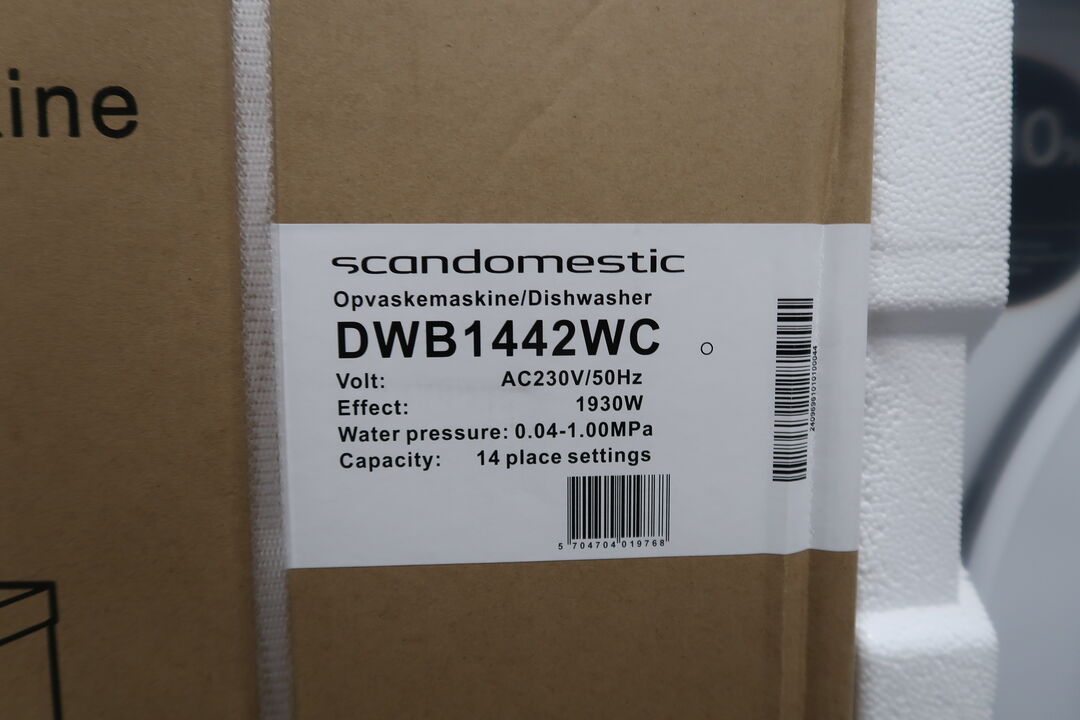 ine
scandomestic
Opvaskemaskine/Dishwasher
DWB1442WC
Volt: AC230V/50Hz
Effect: 1930W
Water pressure: 0.04-1.00MPa
Capacity: 14 place settings
5 704704 019768